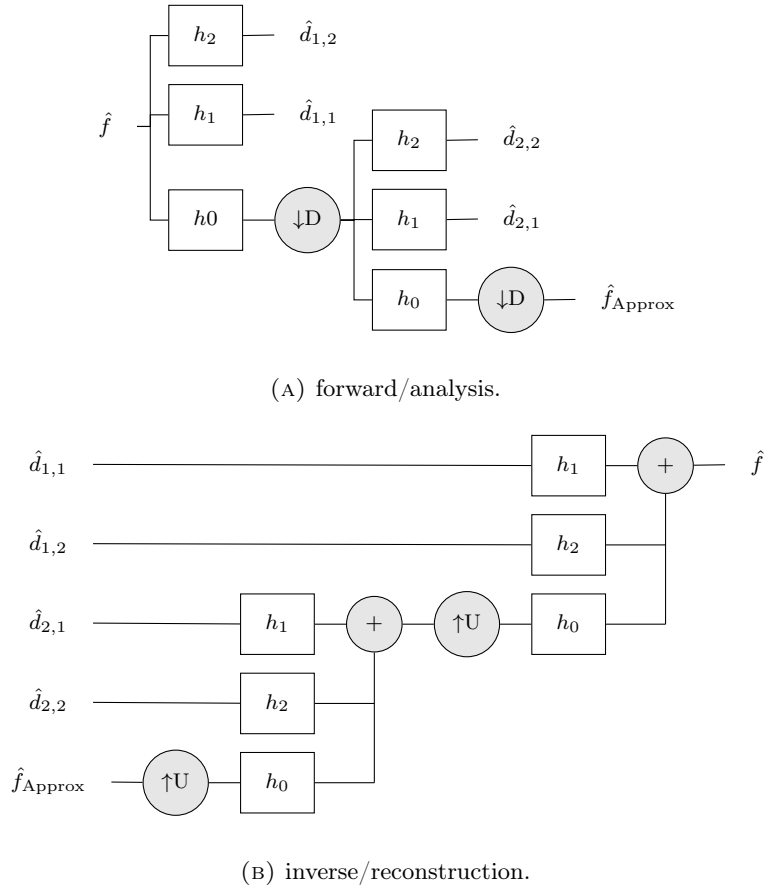 h₂ d̂₁,₂
f̂ h₁ d̂₁,₁
h₂ d̂₂,₂
h0 ↓D h₁ d̂₂,₁
h₀ ↓D f̂Approx
(A) forward/analysis.
d̂₁,₁ h₁ + f̂
d̂₁,₂ h₂
d̂₂,₁ h₁ + ↑U h₀
d̂₂,₂ h₂
f̂Approx ↑U h₀
(B) inverse/reconstruction.